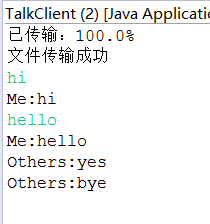 TalkClient (2) [Java Applicatio
已传输：100.0%
文件传输成功
hi
Me:hi
hello
Me:hello
Others:yes
Others:bye